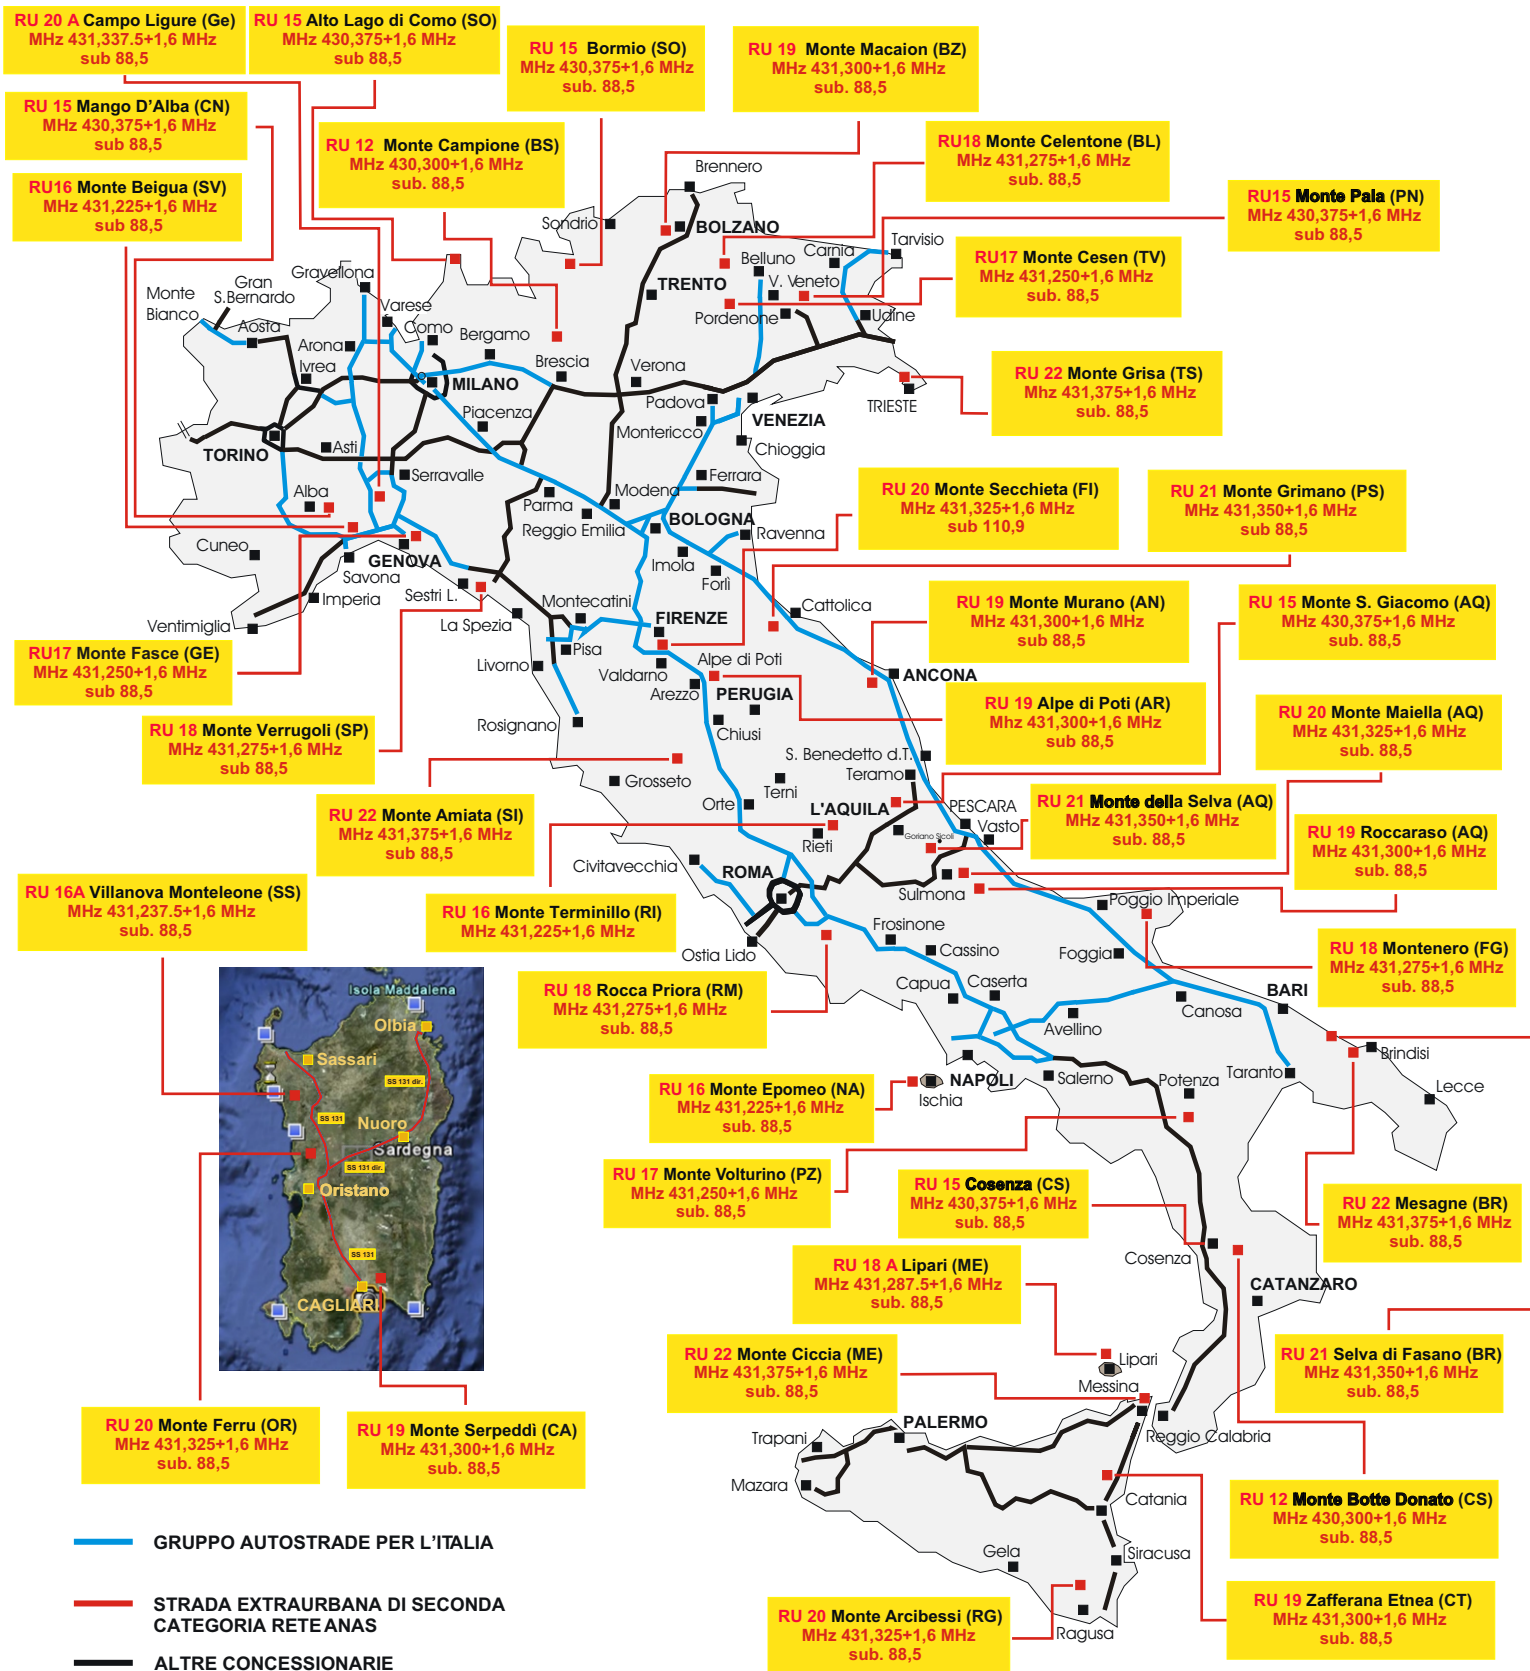 RU 20 A Campo Ligure (Ge)
MHz 431,337.5+1,6 MHz
sub 88,5
RU 15 Alto Lago di Como (SO)
MHz 430,375+1,6 MHz
sub 88,5
RU 15 Bormio (SO)
MHz 430,375+1,6 MHz
sub. 88,5
RU 19 Monte Macaion (BZ)
MHz 431,300+1,6 MHz
sub. 88,5
RU 15 Mango D'Alba (CN)
MHz 430,375+1,6 MHz
sub 88,5
RU 12 Monte Campione (BS)
MHz 430,300+1,6 MHz
sub. 88,5
RU18 Monte Celentone (BL)
MHz 431,275+1,6 MHz
sub. 88,5
RU16 Monte Beigua (SV)
MHz 431,225+1,6 MHz
sub 88,5
RU15 Monte Pala (PN)
MHz 430,375+1,6 MHz
sub 88,5
RU17 Monte Cesen (TV)
MHz 431,250+1,6 MHz
sub. 88,5
RU 22 Monte Grisa (TS)
Mhz 431,375+1,6 MHz
sub. 88,5
Brennero
Sondrio
BOLZANO
Tarvisio
Carnia
Belluno
V. Veneto
TRENTO
Pordenone
Udine
Gravellona
Gran
S.Bernardo
Monte
Bianco
Varese
Como
Aosta
Arona
Bergamo
Ivrea
Brescia
Verona
MILANO
TRIESTE
Padova
VENEZIA
Piacenza
Montericco
Chioggia
TORINO
Asti
Serravalle
Ferrara
Alba
Modena
Parma
Reggio Emilia
BOLOGNA
Ravenna
Cuneo
GENOVA
Imola
Savona
Forlì
Imperia
Sestri L.
Montecatini
Cattolica
Ventimiglia
La Spezia
FIRENZE
Pisa
Livorno
Valdarno
Alpe di Poti
Arezzo
PERUGIA
ANCONA
Rosignano
Chiusi
RU 20 Monte Secchieta (FI)
MHz 431,325+1,6 MHz
sub 110,9
RU 21 Monte Grimano (PS)
MHz 431,350+1,6 MHz
sub 88,5
RU 19 Monte Murano (AN)
MHz 431,300+1,6 MHz
sub 88,5
RU 15 Monte S. Giacomo (AQ)
MHz 430,375+1,6 MHz
sub. 88,5
RU17 Monte Fasce (GE)
MHz 431,250+1,6 MHz
sub 88,5
RU 19 Alpe di Poti (AR)
Mhz 431,300+1,6 MHz
sub 88,5
RU 18 Monte Verrugoli (SP)
MHz 431,275+1,6 MHz
sub 88,5
RU 20 Monte Maiella (AQ)
MHz 431,325+1,6 MHz
sub. 88,5
S. Benedetto d.T.
Teramo
Grosseto
Terni
Orte
L'AQUILA
PESCARA
Vasto
Goriano Sicoli
Rieti
RU 22 Monte Amiata (SI)
MHz 431,375+1,6 MHz
sub 88,5
RU 21 Monte della Selva (AQ)
MHz 431,350+1,6 MHz
sub. 88,5
RU 19 Roccaraso (AQ)
MHz 431,300+1,6 MHz
sub. 88,5
Civitavecchia
ROMA
Sulmona
Poggio Imperiale
RU 16A Villanova Monteleone (SS)
MHz 431,237.5+1,6 MHz
sub. 88,5
RU 16 Monte Terminillo (RI)
MHz 431,225+1,6 MHz
Frosinone
Ostia Lido
Cassino
Foggia
RU 18 Montenero (FG)
MHz 431,275+1,6 MHz
sub. 88,5
RU 18 Rocca Priora (RM)
MHz 431,275+1,6 MHz
sub. 88,5
Capua
Caserta
BARI
Canosa
Avellino
Brindisi
NAPOLI
Ischia
Salerno
Potenza
Taranto
Lecce
Isola Maddalena
Olbia
Sassari
SS 131 dir.
SS 131
Nuoro
Sardegna
SS 131 dir.
Oristano
SS 131
CAGLIARI
RU 16 Monte Epomeo (NA)
MHz 431,225+1,6 MHz
sub. 88,5
RU 17 Monte Volturino (PZ)
MHz 431,250+1,6 MHz
sub. 88,5
RU 15 Cosenza (CS)
MHz 430,375+1,6 MHz
sub. 88,5
RU 22 Mesagne (BR)
MHz 431,375+1,6 MHz
sub. 88,5
Cosenza
CATANZARO
RU 18 A Lipari (ME)
MHz 431,287.5+1,6 MHz
sub. 88,5
RU 22 Monte Ciccia (ME)
MHz 431,375+1,6 MHz
sub. 88,5
Lipari
Messina
RU 21 Selva di Fasano (BR)
MHz 431,350+1,6 MHz
sub. 88,5
PALERMO
Trapani
Reggio Calabria
Mazara
Catania
Gela
Siracusa
Ragusa
RU 20 Monte Ferru (OR)
MHz 431,325+1,6 MHz
sub. 88,5
RU 19 Monte Serpeddì (CA)
MHz 431,300+1,6 MHz
sub. 88,5
RU 12 Monte Botte Donato (CS)
MHz 430,300+1,6 MHz
sub. 88,5
RU 19 Zafferana Etnea (CT)
MHz 431,300+1,6 MHz
sub. 88,5
RU 20 Monte Arcibessi (RG)
MHz 431,325+1,6 MHz
sub. 88,5
GRUPPO AUTOSTRADE PER L'ITALIA
STRADA EXTRAURBANA DI SECONDA
CATEGORIA RETE ANAS
ALTRE CONCESSIONARIE